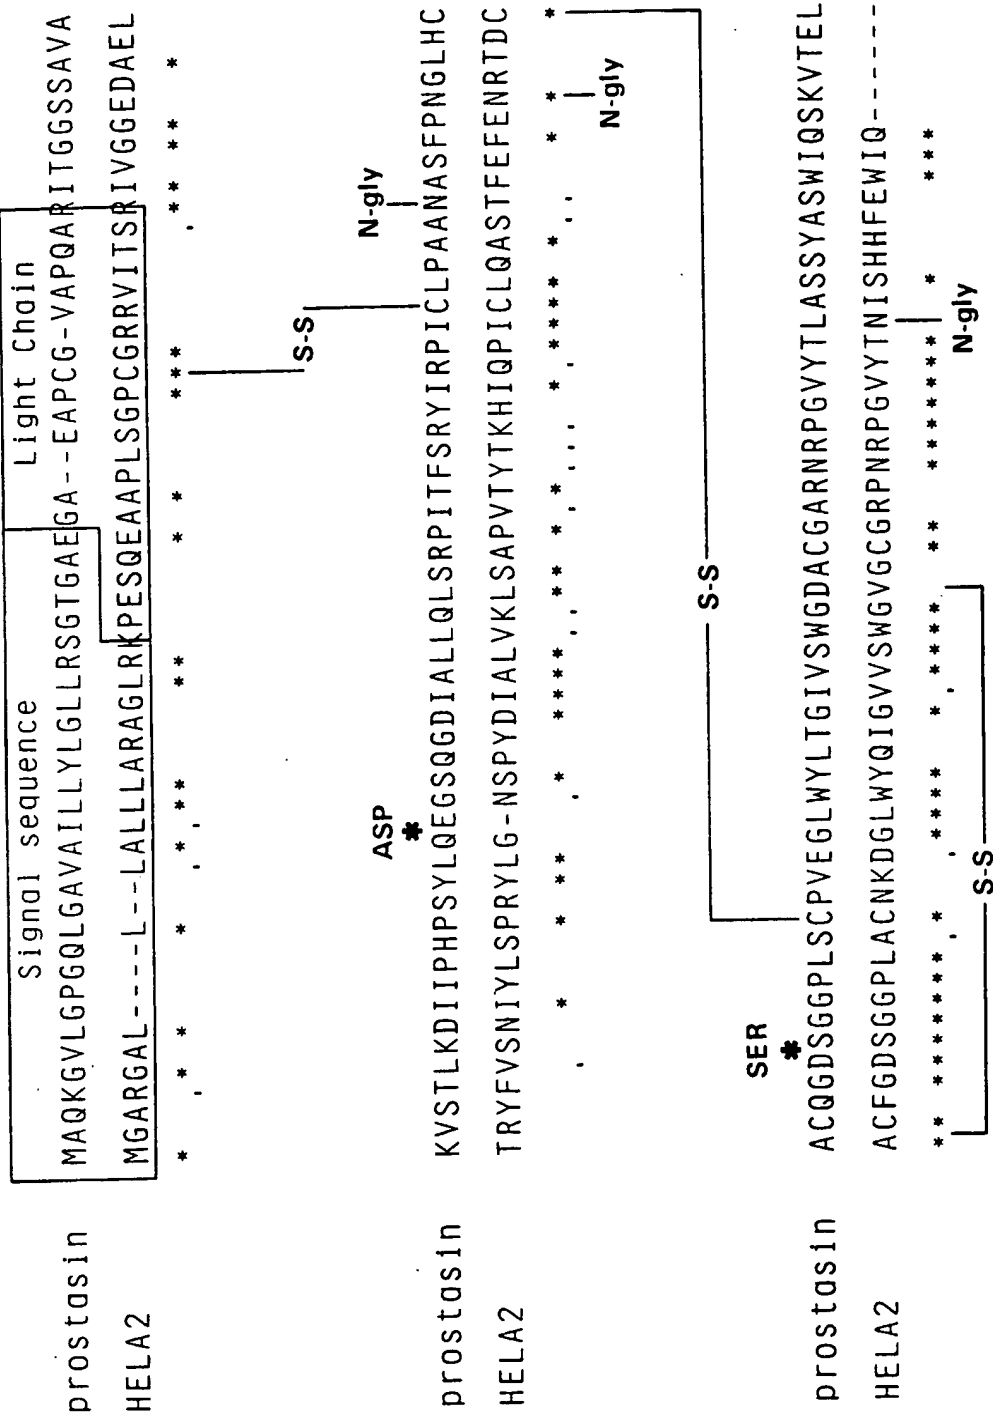 Signal sequence Light Chain
prostasin MAQKGVLGPGQLGAVAILLYLGLLRSGTGAEGA--EAPCG-VAPQARITGGSSAVA
HELA2 MGARGAL----L--LALLLARAGLRKPESQEAAPLSGPCGRRVITSRIVGGEDAEL
S-S
N-gly
ASP
*
prostasin KVSTLKDIIPHPSYLQEGSQGDIALLQLSRPITFSRYIRPICLPAANASFPNGLHC
HELA2 TRYFVSNIYLSPRYLG-NSPYDIALVKLSAPVTYTKHIQPICLQASTFEFENRTDC
N-gly
S-S
SER
*
prostasin ACQGDSGGPLSCPVEGLWYLTGIVSWGDACGARNRPGVYTLASSYASWIQSKVTEL
HELA2 ACFGDSGGPLACNKDGLWYQIGVVSWGVGCGRPNRPGVYTNISHHFEWIQ------
N-gly
S-S